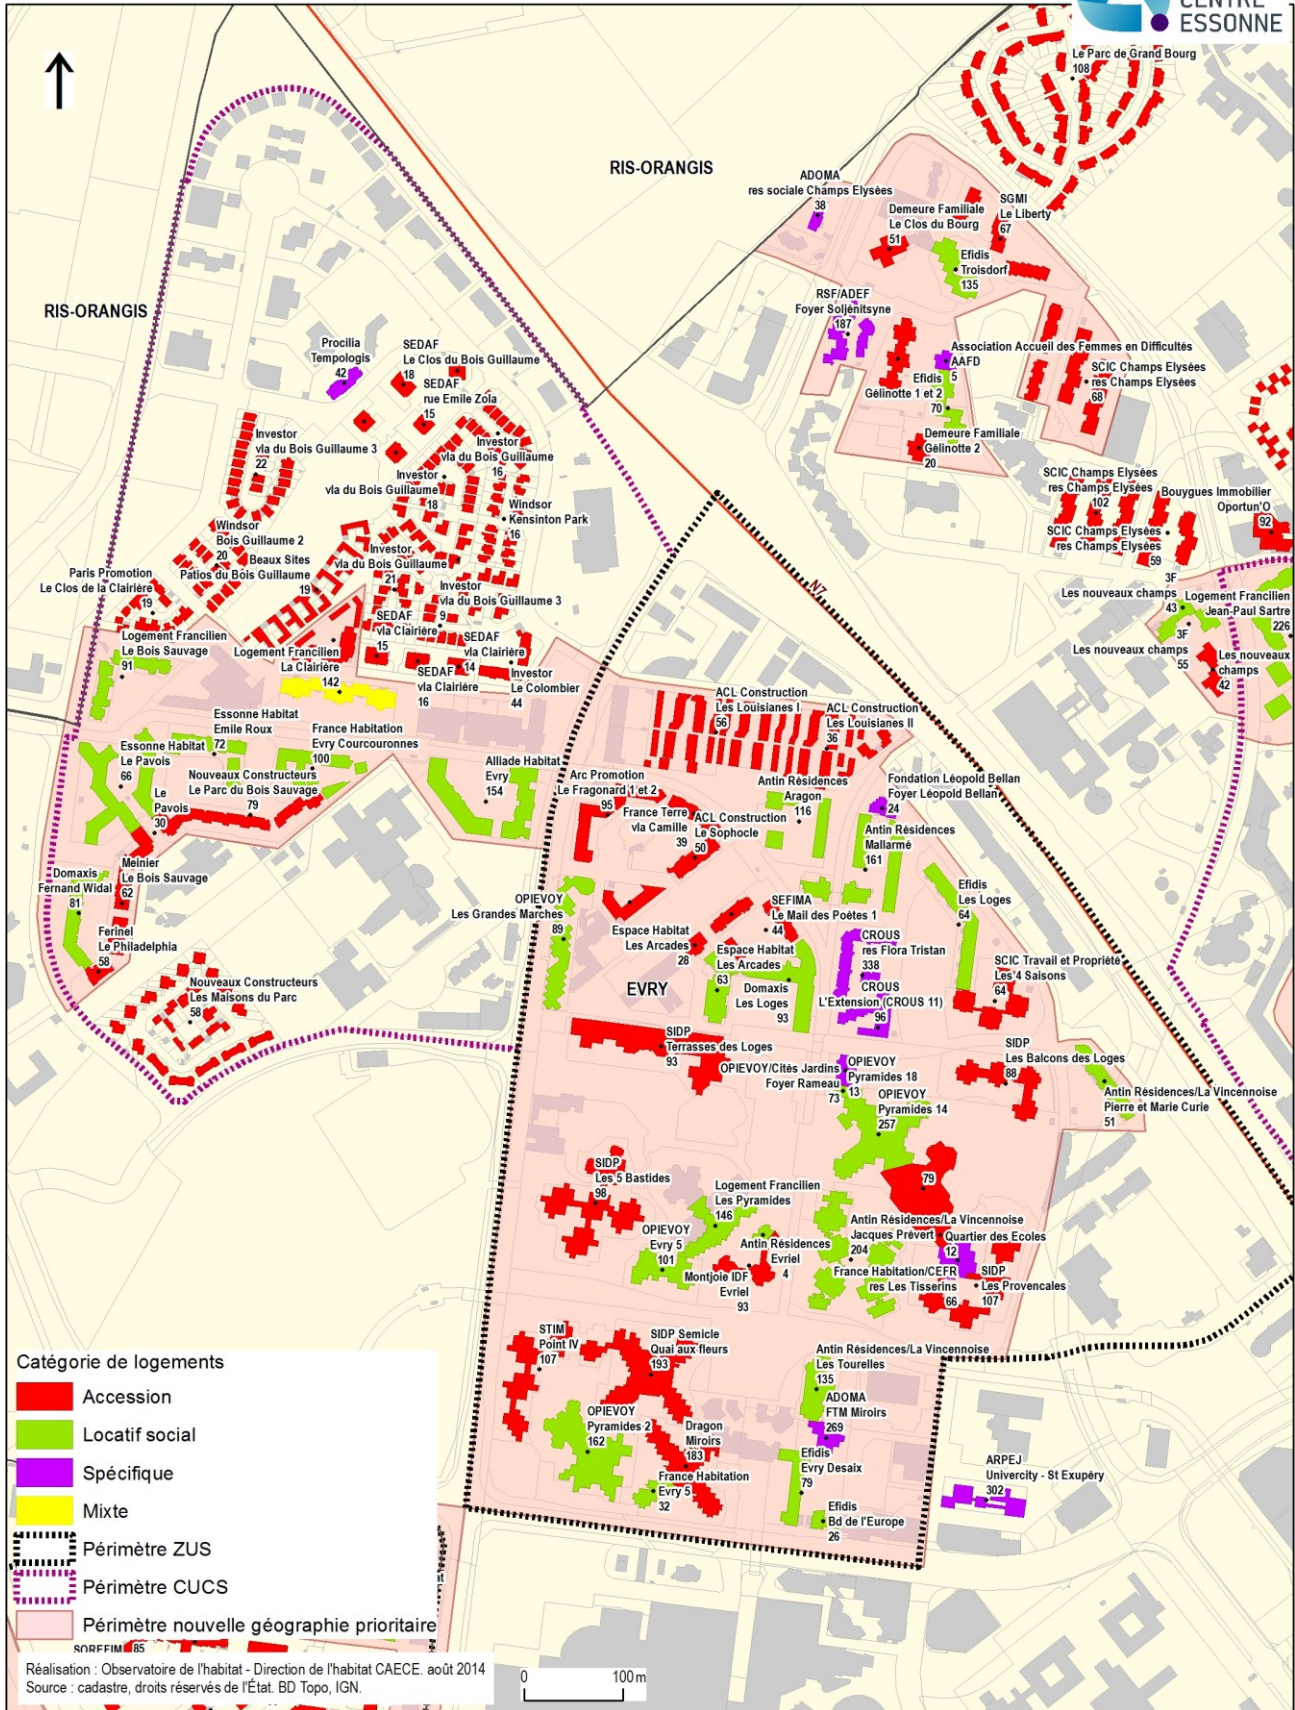 CENTRE
ESSONNE
Le Parc de Grand Bourg
108
RIS-ORANGIS
ADOMA
res sociale Champs Elysées
38
Demeure Familiale
Le Clos du Bourg
51
SGMI
Le Liberty
67
Efidis
Troisdorf
135
RIS-ORANGIS
RSF/ADEF
Foyer Soljénitsyne
187
Association Accueil des Femmes en Difficultés
AAFD
5
Efidis
Gélinotte 1 et 2
70
SCIC Champs Elysées
res Champs Elysées
68
Demeure Familiale
Gélinotte 2
20
Procilia
Tempologis
42
SEDAF
Le Clos du Bois Guillaume
18
SEDAF
rue Emile Zola
15
Investor
vla du Bois Guillaume 3
22
Investor
vla du Bois Guillaume
16
Investor
vla du Bois Guillaume
18
Windsor
Kensinton Park
16
SCIC Champs Elysées
res Champs Elysées
102
Bouygues Immobilier
Oportun'O
92
SCIC Champs Elysées
res Champs Elysées
59
N7
Windsor
Bois Guillaume 2
20
Beaux Sites
Patios du Bois Guillaume
19
Investor
vla du Bois Guillaume
21
Paris Promotion
Le Clos de la Clairière
19
Investor
vla du Bois Guillaume 3
9
3F
Les nouveaux champs
43
Logement Francilien
Jean-Paul Sartre
226
3F
Les nouveaux champs
55
Les nouveaux
champs
42
Logement Francilien
Le Bois Sauvage
91
Logement Francilien
La Clairière
142
SEDAF
vla Clairière
15
SEDAF
vla Clairière
14
SEDAF
vla Clairière
16
Investor
Le Colombier
44
Essonne Habitat
Emile Roux
72
France Habitation
Evry Courcouronnes
100
Essonne Habitat
Le Pavois
66
Nouveaux Constructeurs
Le Parc du Bois Sauvage
79
Le
Pavois
30
Alliade Habitat
Evry
154
ACL Construction
Les Louisianes I
56
ACL Construction
Les Louisianes II
36
Arc Promotion
Le Fragonard 1 et 2
95
France Terre
vla Camille
39
ACL Construction
Le Sophocle
50
Antin Résidences
Aragon
116
Fondation Léopold Bellan
Foyer Léopold Bellan
24
Antin Résidences
Mallarmé
161
Meinier
Le Bois Sauvage
62
Domaxis
Fernand Widal
81
Ferinel
Le Philadelphia
58
OPIEVOY
Les Grandes Marches
89
Efidis
Les Loges
64
SEFIMA
Le Mail des Poètes 1
44
Espace Habitat
Les Arcades
28
Espace Habitat
Les Arcades
63
CROUS
res Flora Tristan
338
SCIC Travail et Propriété
Les 4 Saisons
64
Nouveaux Constructeurs
Les Maisons du Parc
58
EVRY
Domaxis
Les Loges
93
CROUS
L'Extension (CROUS 11)
96
SIDP
Terrasses des Loges
93
SIDP
Les Balcons des Loges
88
OPIEVOY/Cités Jardins
Foyer Rameau
73
OPIEVOY
Pyramides 18
13
OPIEVOY
Pyramides 14
257
Antin Résidences/La Vincennoise
Pierre et Marie Curie
51
SIDP
Les 5 Bastides
98
79
Logement Francilien
Les Pyramides
146
OPIEVOY
Evry 5
101
Antin Résidences
Evriel
4
Montjoie IDF
Evriel
93
Antin Résidences/La Vincennoise
Jacques Prévert
204
Quartier des Ecoles
12
France Habitation/CEFR
res Les Tisserins
66
SIDP
Les Provencales
107
STIM
Point IV
107
SIDP Semicle
Quai aux fleurs
193
Antin Résidences/La Vincennoise
Les Tourelles
135
ADOMA
FTM Miroirs
269
OPIEVOY
Pyramides 2
162
Dragon
Miroirs
183
France Habitation
Evry 5
32
Efidis
Evry Desaix
79
Efidis
Bd de l'Europe
26
ARPEJ
Univercity - St Exupéry
302
Catégorie de logements
Accession
Locatif social
Spécifique
Mixte
Périmètre ZUS
Périmètre CUCS
Périmètre nouvelle géographie prioritaire
SOREFIM
85
Réalisation : Observatoire de l'habitat - Direction de l'habitat CAECE. août 2014
Source : cadastre, droits réservés de l'État. BD Topo, IGN.
0 100 m